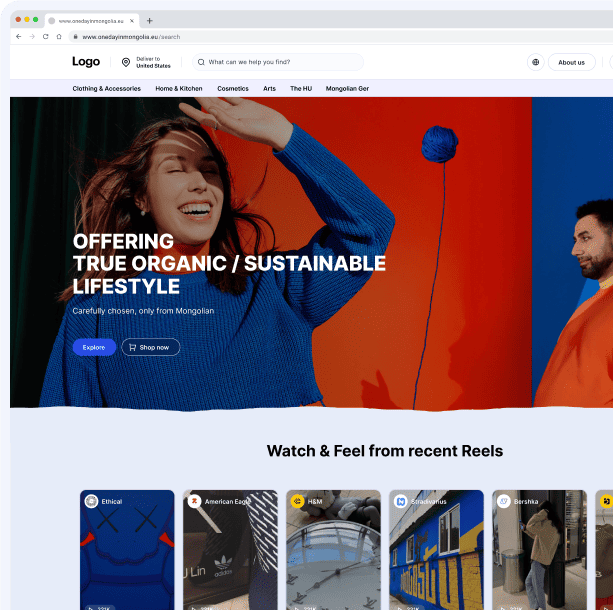 www.onedayinmongolia.eu
www.onedayinmongolia.eu/search
Logo
Deliver to
United States
What can we help you find?
About us
Clothing & Accessories Home & Kitchen Cosmetics Arts The HU Mongolian Ger
OFFERING
TRUE ORGANIC / SUSTAINABLE
LIFESTYLE
Carefully chosen, only from Mongolian
Explore Shop now
Watch & Feel from recent Reels
Ethical American Eagle H&M Stradivarius Bershka
adidas